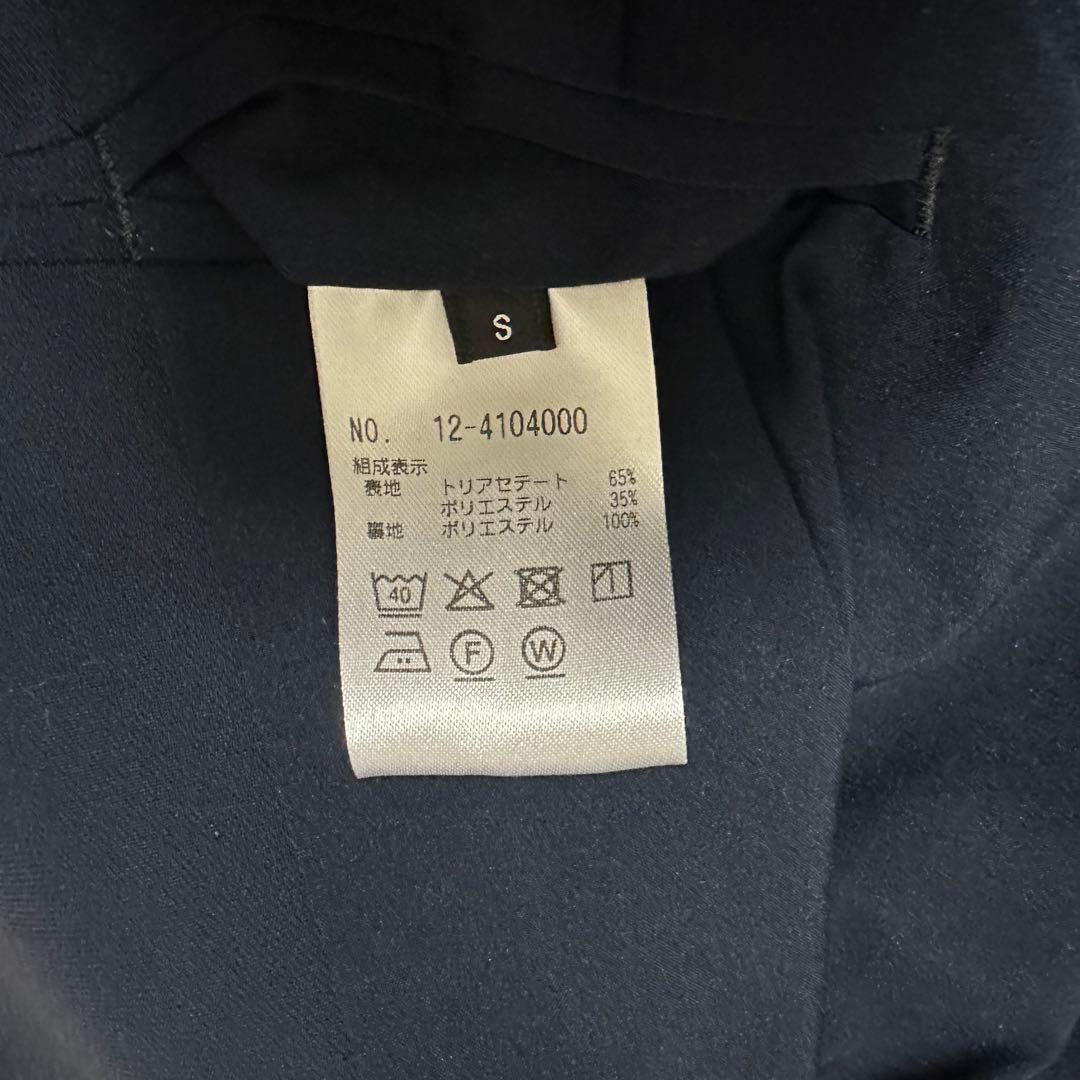 S
NO. 12-4104000
組成表示
表地 トリアセテート 65%
ポリエステル 35%
裏地 ポリエステル 100%
40
F W